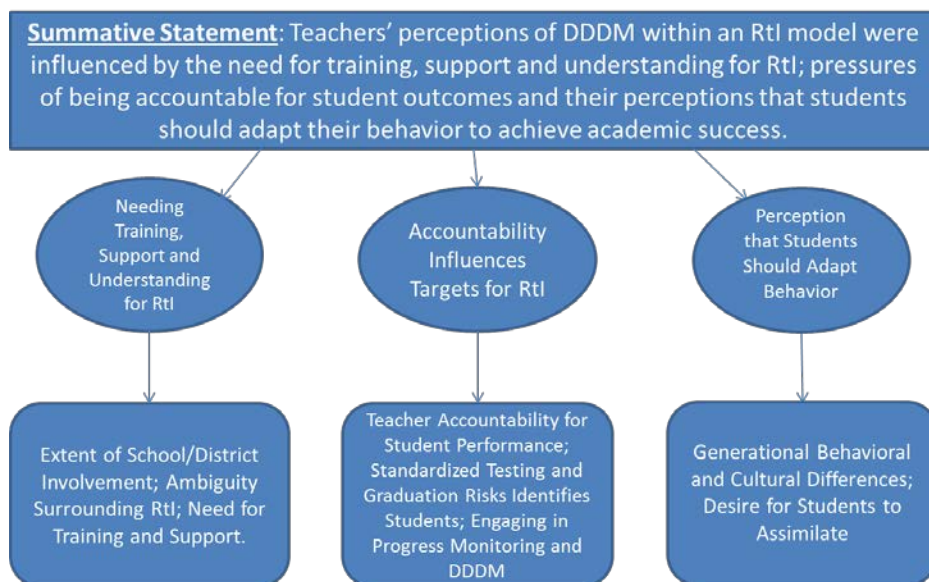 Summative Statement: Teachers' perceptions of DDDM within an RtI model were
influenced by the need for training, support and understanding for RtI; pressures
of being accountable for student outcomes and their perceptions that students
should adapt their behavior to achieve academic success.
Needing
Training,
Support and
Understanding
for RtI
Accountability
Influences
Targets for RtI
Perception
that Students
Should Adapt
Behavior
Extent of School/District
Involvement; Ambiguity
Surrounding RtI; Need for
Training and Support.
Teacher Accountability for
Student Performance;
Standardized Testing and
Graduation Risks Identifies
Students; Engaging in
Progress Monitoring and
DDDM
Generational Behavioral
and Cultural Differences;
Desire for Students to
Assimilate